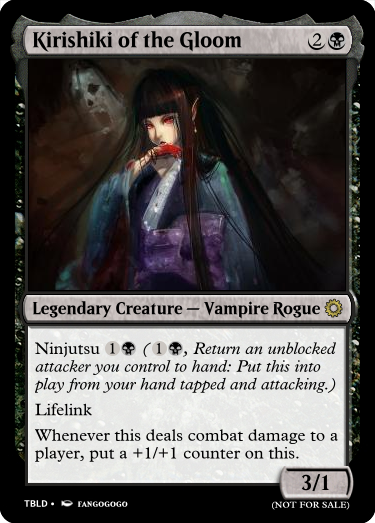 Kirishiki of the Gloom 2
Legendary Creature — Vampire Rogue
Ninjutsu 1 ( 1, Return an unblocked
attacker you control to hand: Put this into
play from your hand tapped and attacking.)
Lifelink
Whenever this deals combat damage to a
player, put a +1/+1 counter on this.
3/1
TBLD • FANGOGOGO
(NOT FOR SALE)